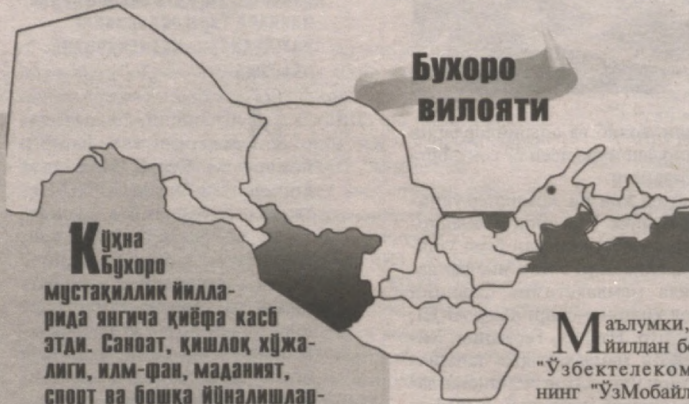 Бухоро
вилояти
Кўҳна
Бухоро
мустақиллик йилла-
рида янгича қиёфа касб
этди. Саноат, қишлоқ хўжа-
лиги, илм-фан, маданият,
спорт ва бошқа йўналишлар-
Маълумки,
йилдан б
"Ўзбектелеком
нинг "ЎзМобайл